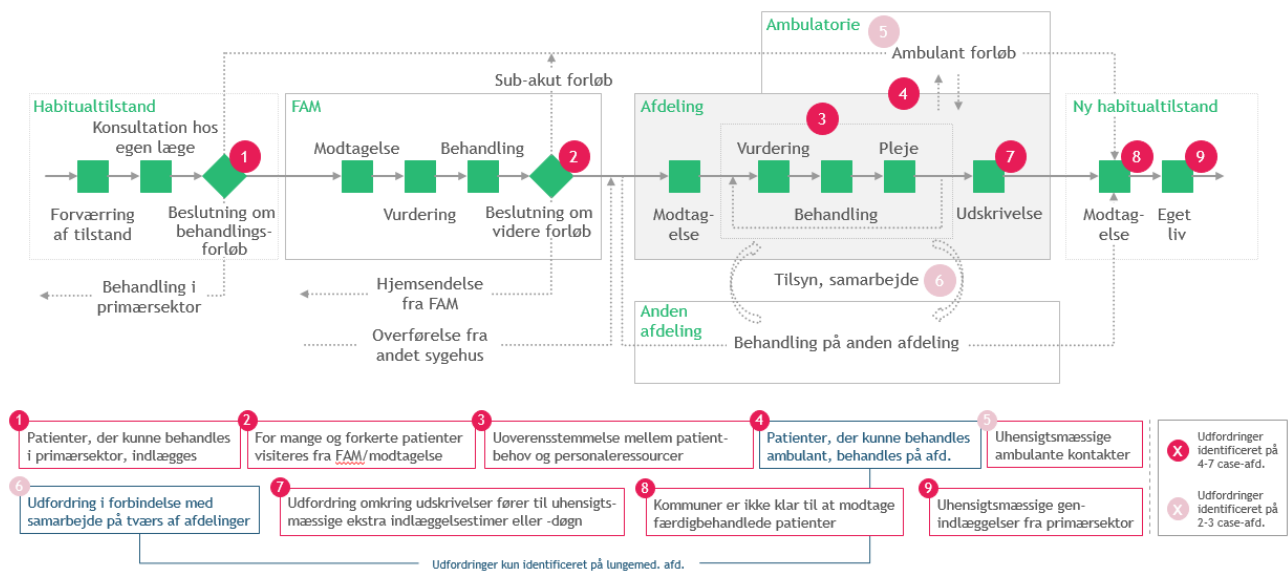 Ambulatorie
5
Ambulant forløb
Sub-akut forløb
4
Habitualtilstand
FAM
Afdeling
Ny habitualtilstand
Konsultation hos
egen læge
1
Modtagelse
Behandling
2
3
Vurdering
Pleje
7
8
9
Forværring
af tilstand
Beslutning om
behandlings-
forløb
Vurdering
Beslutning om
videre forløb
Modtag-
else
Behandling
Udskrivelse
Modtag-
else
Eget
liv
Behandling i
primærsektor
Hjemsendelse
fra FAM
Tilsyn, samarbejde
6
Overførelse fra
andet sygehus
Anden
afdeling
Behandling på anden afdeling
1
Patienter, der kunne behandles
i primærsektor, indlægges
2
For mange og forkerte patienter
visiteres fra FAM/modtagelse
3
Uoverensstemmelse mellem patient-
behov og personaleressourcer
4
Patienter, der kunne behandles
ambulant, behandles på afd.
5
Uhensigtsmæssige
ambulante kontakter
6
Udfordring i forbindelse med
samarbejde på tværs af afdelinger
7
Udfordring omkring udskrivelser fører til uhensigts-
mæssige ekstra indlæggelsestimer eller -døgn
8
Kommuner er ikke klar til at modtage
færdigbehandlede patienter
9
Uhensigtsmæssige gen-
indlæggelser fra primærsektor
X
Udfordringer
identificeret på
4-7 case-afd.
X
Udfordringer
identificeret på
2-3 case-afd.
Udfordringer kun identificeret på lungemed. afd.